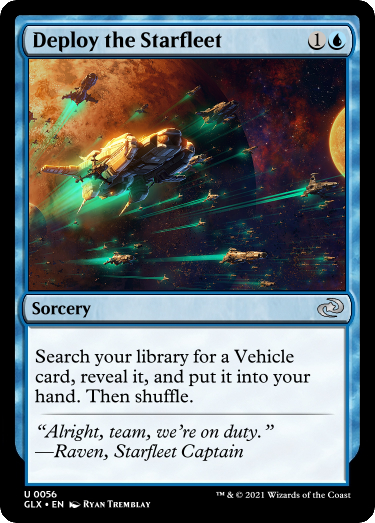 Deploy the Starfleet 1
Sorcery
Search your library for a Vehicle
card, reveal it, and put it into your
hand. Then shuffle.
“Alright, team, we’re on duty.”
—Raven, Starfleet Captain
U 0056
GLX • EN Ryan Tremblay
™ & © 2021 Wizards of the Coast